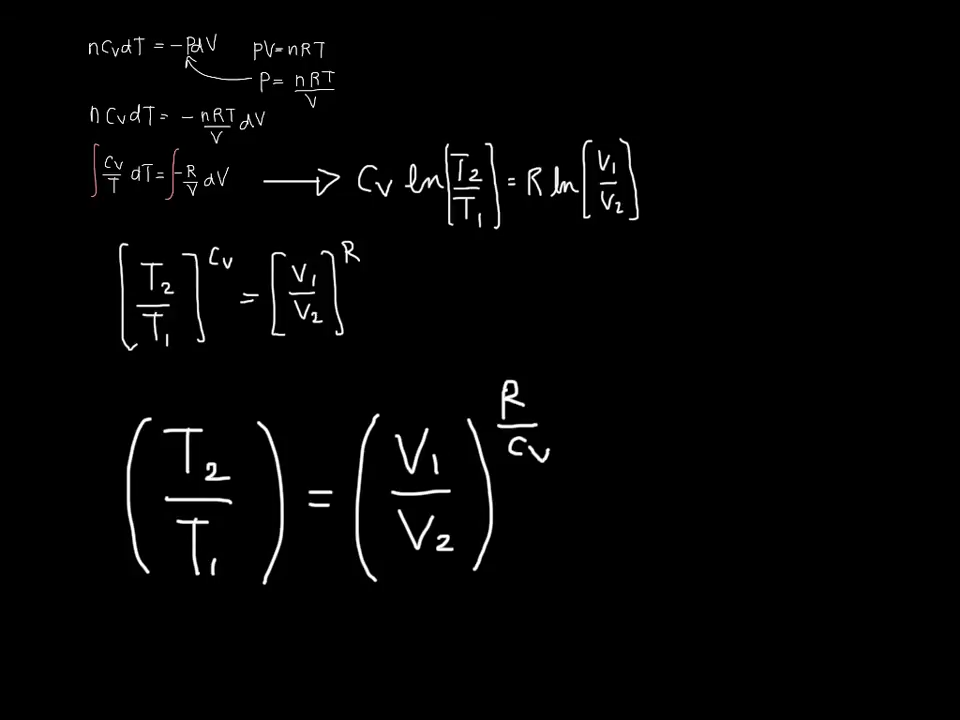 nCvdT = -PdV PV = nRT
P = nRT/V
nCvdT = - nRT/V dV
∫ Cv/T dT = ∫ -R/V dV → Cv ln[T2/T1] = R ln[V1/V2]
[T2/T1]^Cv = [V1/V2]^R
(T2/T1) = (V1/V2)^(R/Cv)